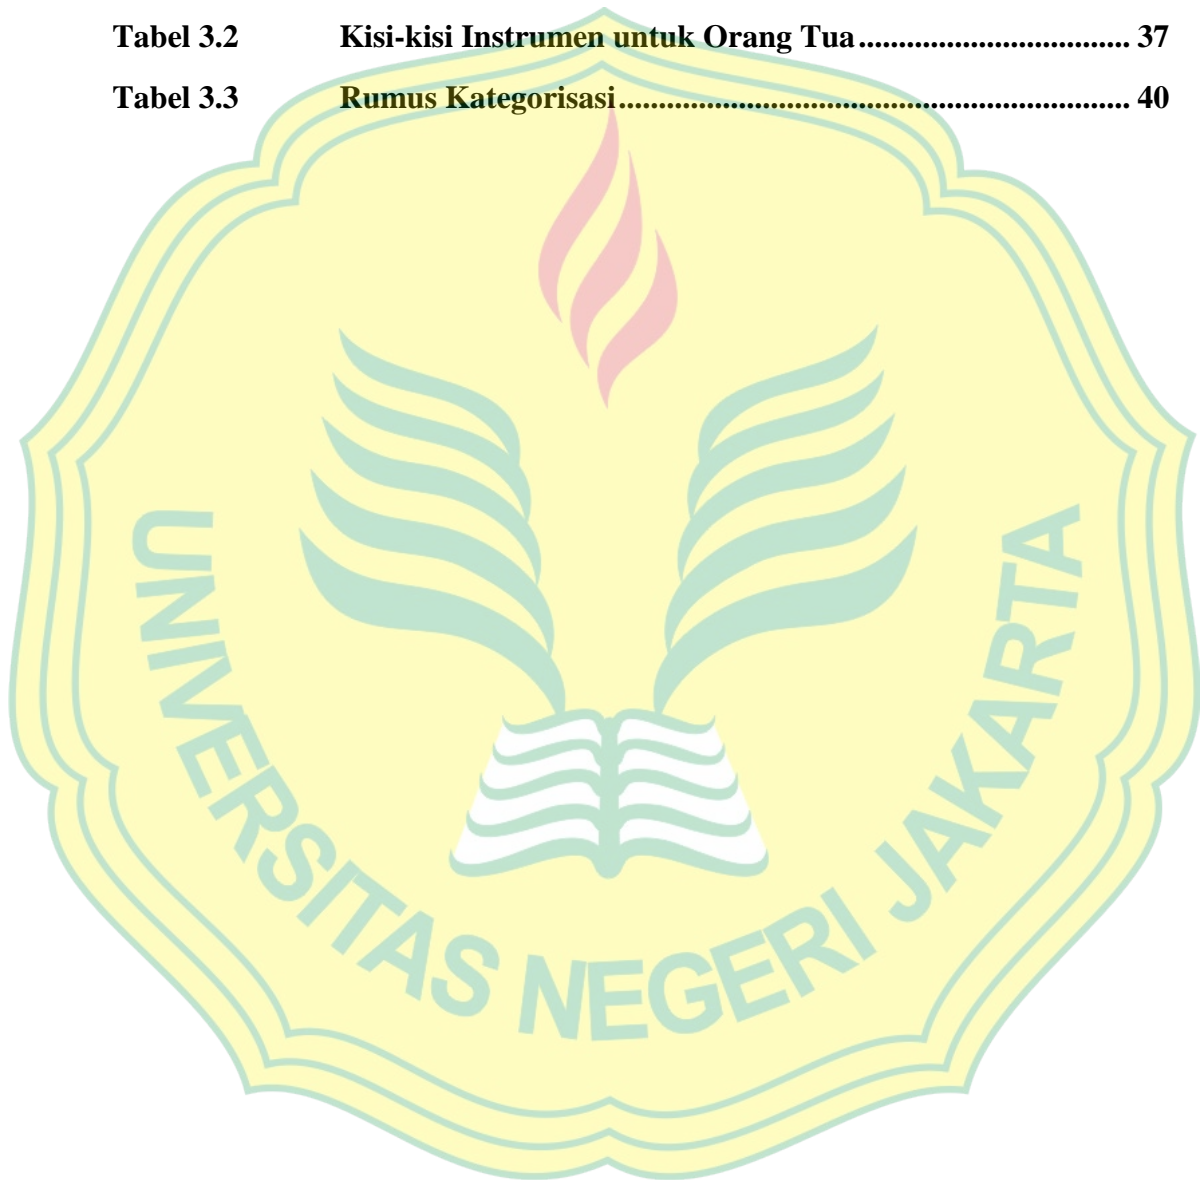 Tabel 3.2 Kisi-kisi Instrumen untuk Orang Tua.................................. 37
Tabel 3.3 Rumus Kategorisasi................................................................ 40
UNIVERSITAS NEGERI JAKARTA